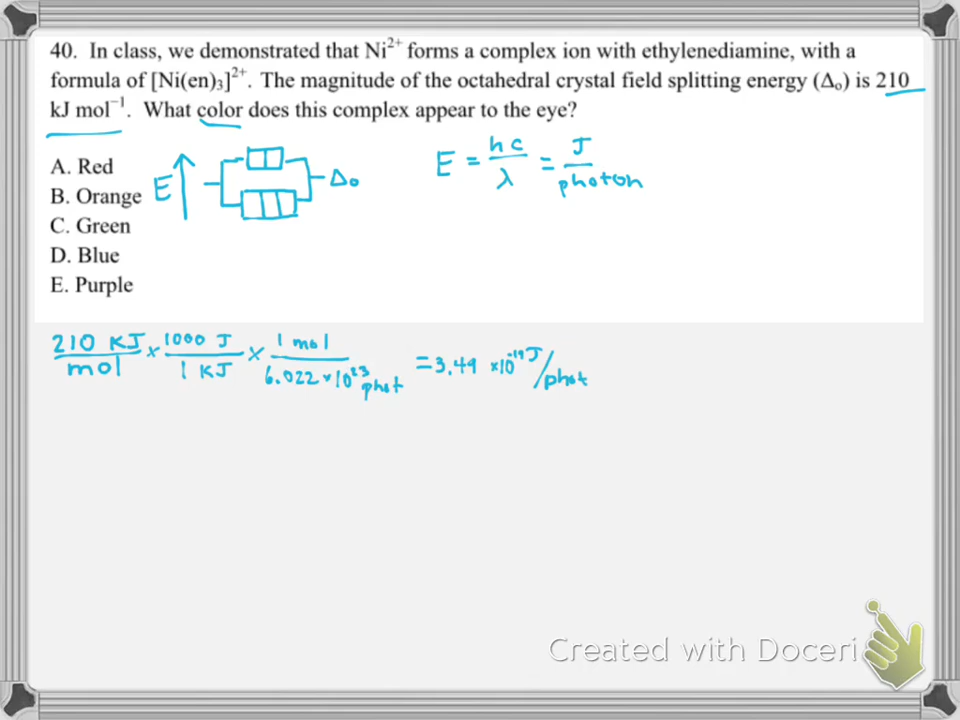 40. In class, we demonstrated that Ni²⁺ forms a complex ion with ethylenediamine, with a
formula of [Ni(en)₃]²⁺. The magnitude of the octahedral crystal field splitting energy (Δₒ) is 210
kJ mol⁻¹. What color does this complex appear to the eye?
A. Red
B. Orange
C. Green
D. Blue
E. Purple
E
Δo
E = hc/λ = J/photon
210 KJ/mol × 1000 J/1 KJ × 1 mol/6.022 × 10²³ phot = 3.49 ×10⁻¹⁹ J/phot
Created with Doceri